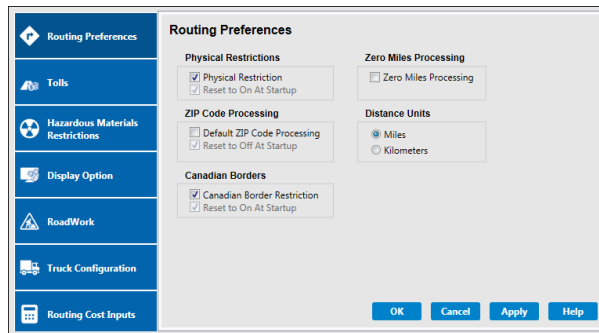 Routing Preferences
Tolls
Hazardous Materials
Restrictions
Display Option
RoadWork
Truck Configuration
Routing Cost Inputs
Routing Preferences
Physical Restrictions
Physical Restriction
Reset to On At Startup
ZIP Code Processing
Default ZIP Code Processing
Reset to Off At Startup
Canadian Borders
Canadian Border Restriction
Reset to On At Startup
Zero Miles Processing
Zero Miles Processing
Distance Units
Miles
Kilometers
OK
Cancel
Apply
Help